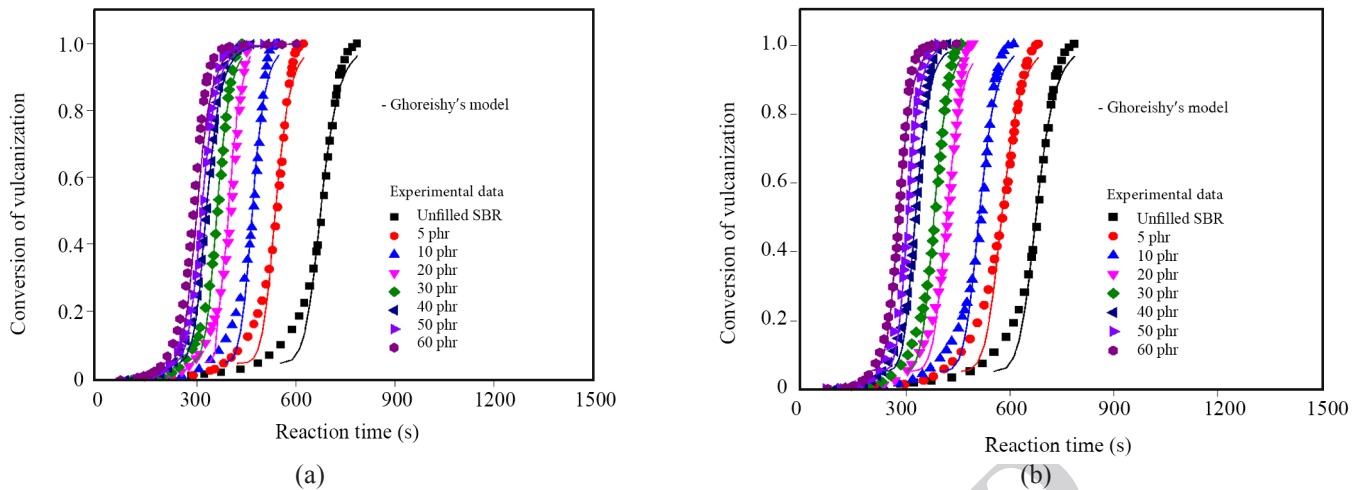 1.0
0.8
0.6
0.4
0.2
0
Conversion of vulcanization
- Ghoreishy's model
Experimental data
Unfilled SBR
5 phr
10 phr
20 phr
30 phr
40 phr
50 phr
60 phr
0 300 600 900 1200 1500
Reaction time (s)
(a)
1.0
0.8
0.6
0.4
0.2
0
Conversion of vulcanization
- Ghoreishy's model
Experimental data
Unfilled SBR
5 phr
10 phr
20 phr
30 phr
40 phr
50 phr
60 phr
0 300 600 900 1200 1500
Reaction time (s)
(b)